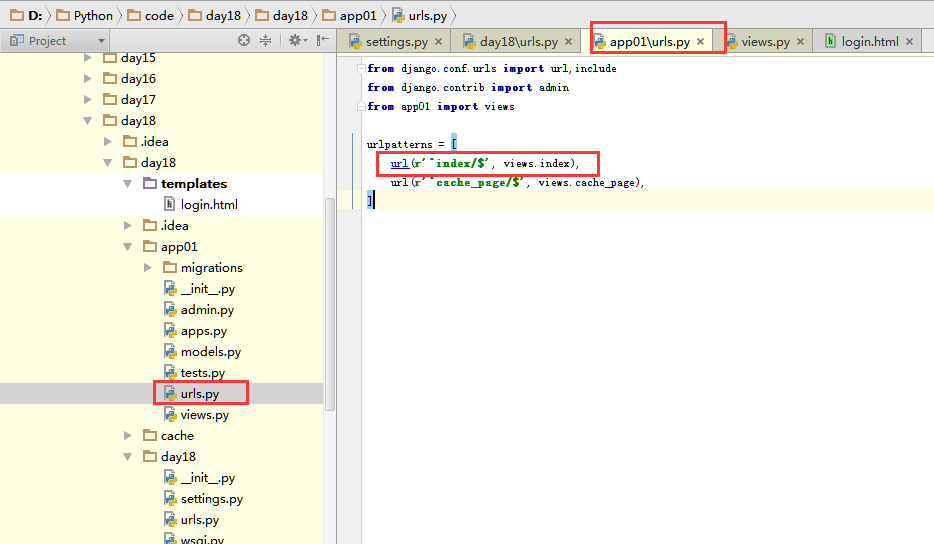 D: Python code day18 day18 app01 urls.py
Project settings.py day18\urls.py app01\urls.py views.py login.html
day15
day16
day17
day18
.idea
day18
templates
login.html
.idea
app01
migrations
__init__.py
admin.py
apps.py
models.py
tests.py
urls.py
views.py
cache
day18
__init__.py
settings.py
urls.py
wsgi.py
from django.conf.urls import url,include
from django.contrib import admin
from app01 import views
urlpatterns = [
url(r'^index/$', views.index),
url(r'^cache_page/$', views.cache_page),
]